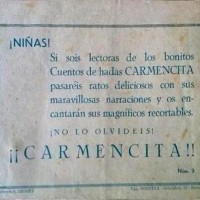 ¡NIÑAS!
Si sois lectoras de los bonitos
Cuentos de hadas CARMENCITA
pasaréis ratos deliciosos con sus
maravillosas narraciones y os en-
cantarán sus magníficos recortables.
¡NO LO OLVIDEIS!
¡¡CARMENCITA!!
Núm. 3